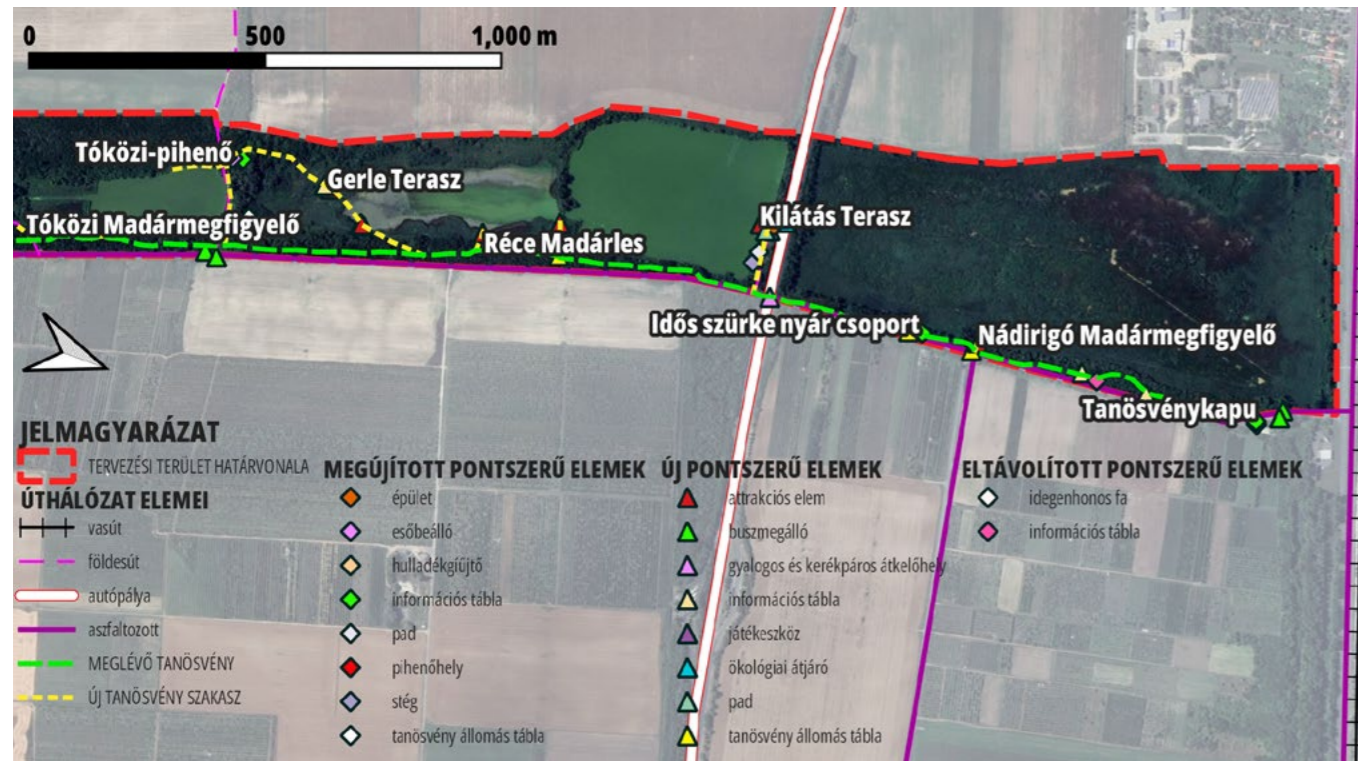 0 500 1,000 m
Tóközi-pihenő
Gerle Terasz
Tóközi Madármegfigyelő
Réce Madárles
Kilátás Terasz
Idős szürke nyár csoport
Nádirigó Madármegfigyelő
Tanösvénykapu
JELMAGYARÁZAT
TERVEZÉSI TERÜLET HATÁRVONALA
ÚTHÁLÓZAT ELEMEI
vasút
földesút
autópálya
aszfaltozott
MEGLÉVŐ TANÖSVÉNY
ÚJ TANÖSVÉNY SZAKASZ
MEGÚJÍTOTT PONTSZERŰ ELEMEK
épület
esőbeálló
hulladékgíűjtő
információs tábla
pad
pihenőhely
stég
tanösvény állomás tábla
ÚJ PONTSZERŰ ELEMEK
attrakciós elem
buszmegálló
gyalogos és kerékpáros átkelőhely
információs tábla
játékeszköz
ökológiai átjáró
pad
tanösvény állomás tábla
ELTÁVOLÍTOTT PONTSZERŰ ELEMEK
idegenhonos fa
információs tábla